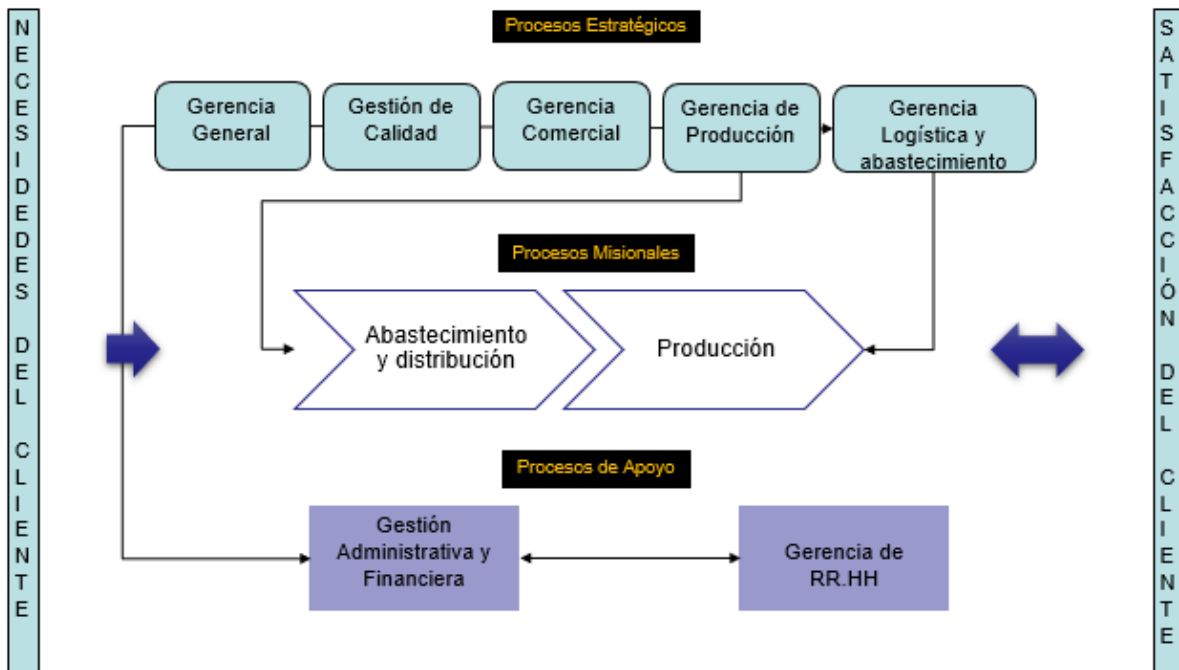 NECESIDEDES DEL CLIENTE
Procesos Estratégicos
Gerencia
General
Gestión de
Calidad
Gerencia
Comercial
Gerencia de
Producción
Gerencia
Logística y
abastecimiento
Procesos Misionales
Abastecimiento
y distribución
Producción
Procesos de Apoyo
Gestión
Administrativa y
Financiera
Gerencia de
RR.HH
SATISFACCIÓN DEL CLIENTE